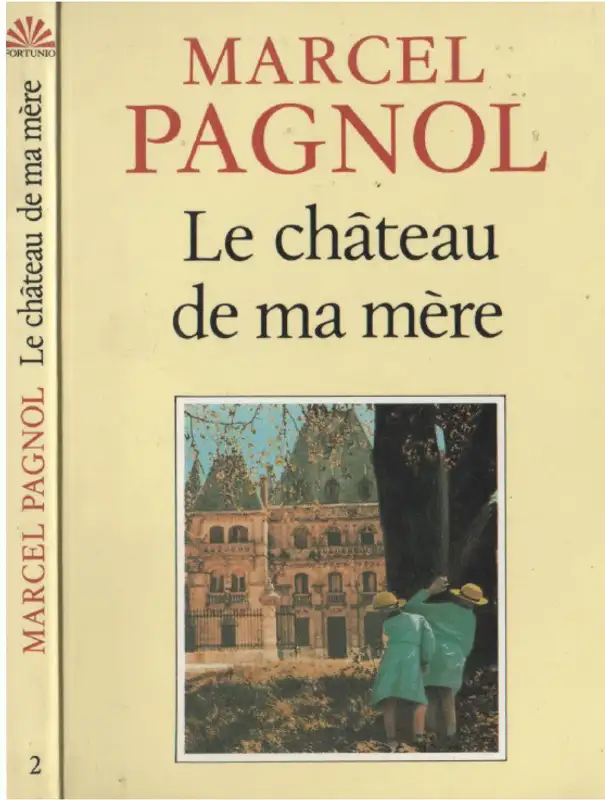 FORTUNIO
Le château de ma mère
MARCEL PAGNOL
2
MARCEL
PAGNOL
Le château
de ma mère